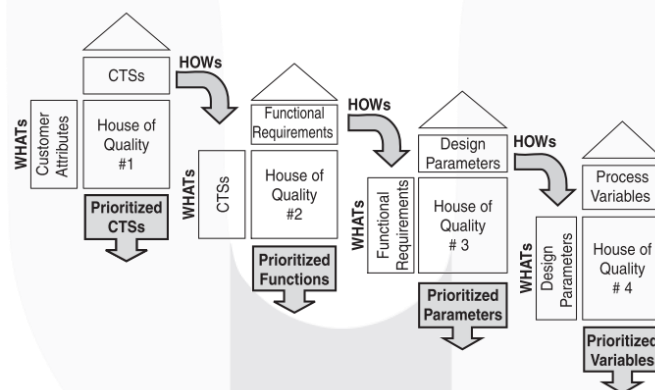 CTSs
HOWs
WHATs
Customer
Attributes
House of
Quality
#1
Prioritized
CTSs
Functional
Requirements
HOWs
WHATs
CTSs
House of
Quality
#2
Prioritized
Functions
Design
Parameters
HOWs
WHATs
Functional
Requirements
House of
Quality
# 3
Prioritized
Parameters
Process
Variables
WHATs
Design
Parameters
House of
Quality
# 4
Prioritized
Variables